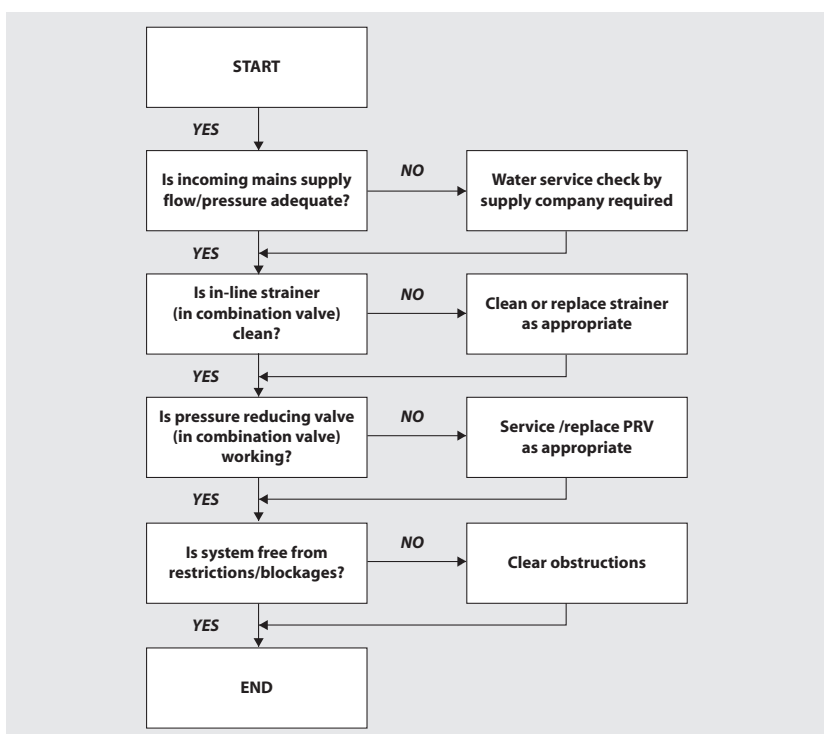 START
YES
Is incoming mains supply
flow/pressure adequate?
NO
Water service check by
supply company required
YES
Is in-line strainer
(in combination valve)
clean?
NO
Clean or replace strainer
as appropriate
YES
Is pressure reducing valve
(in combination valve)
working?
NO
Service /replace PRV
as appropriate
YES
Is system free from
restrictions/blockages?
NO
Clear obstructions
YES
END